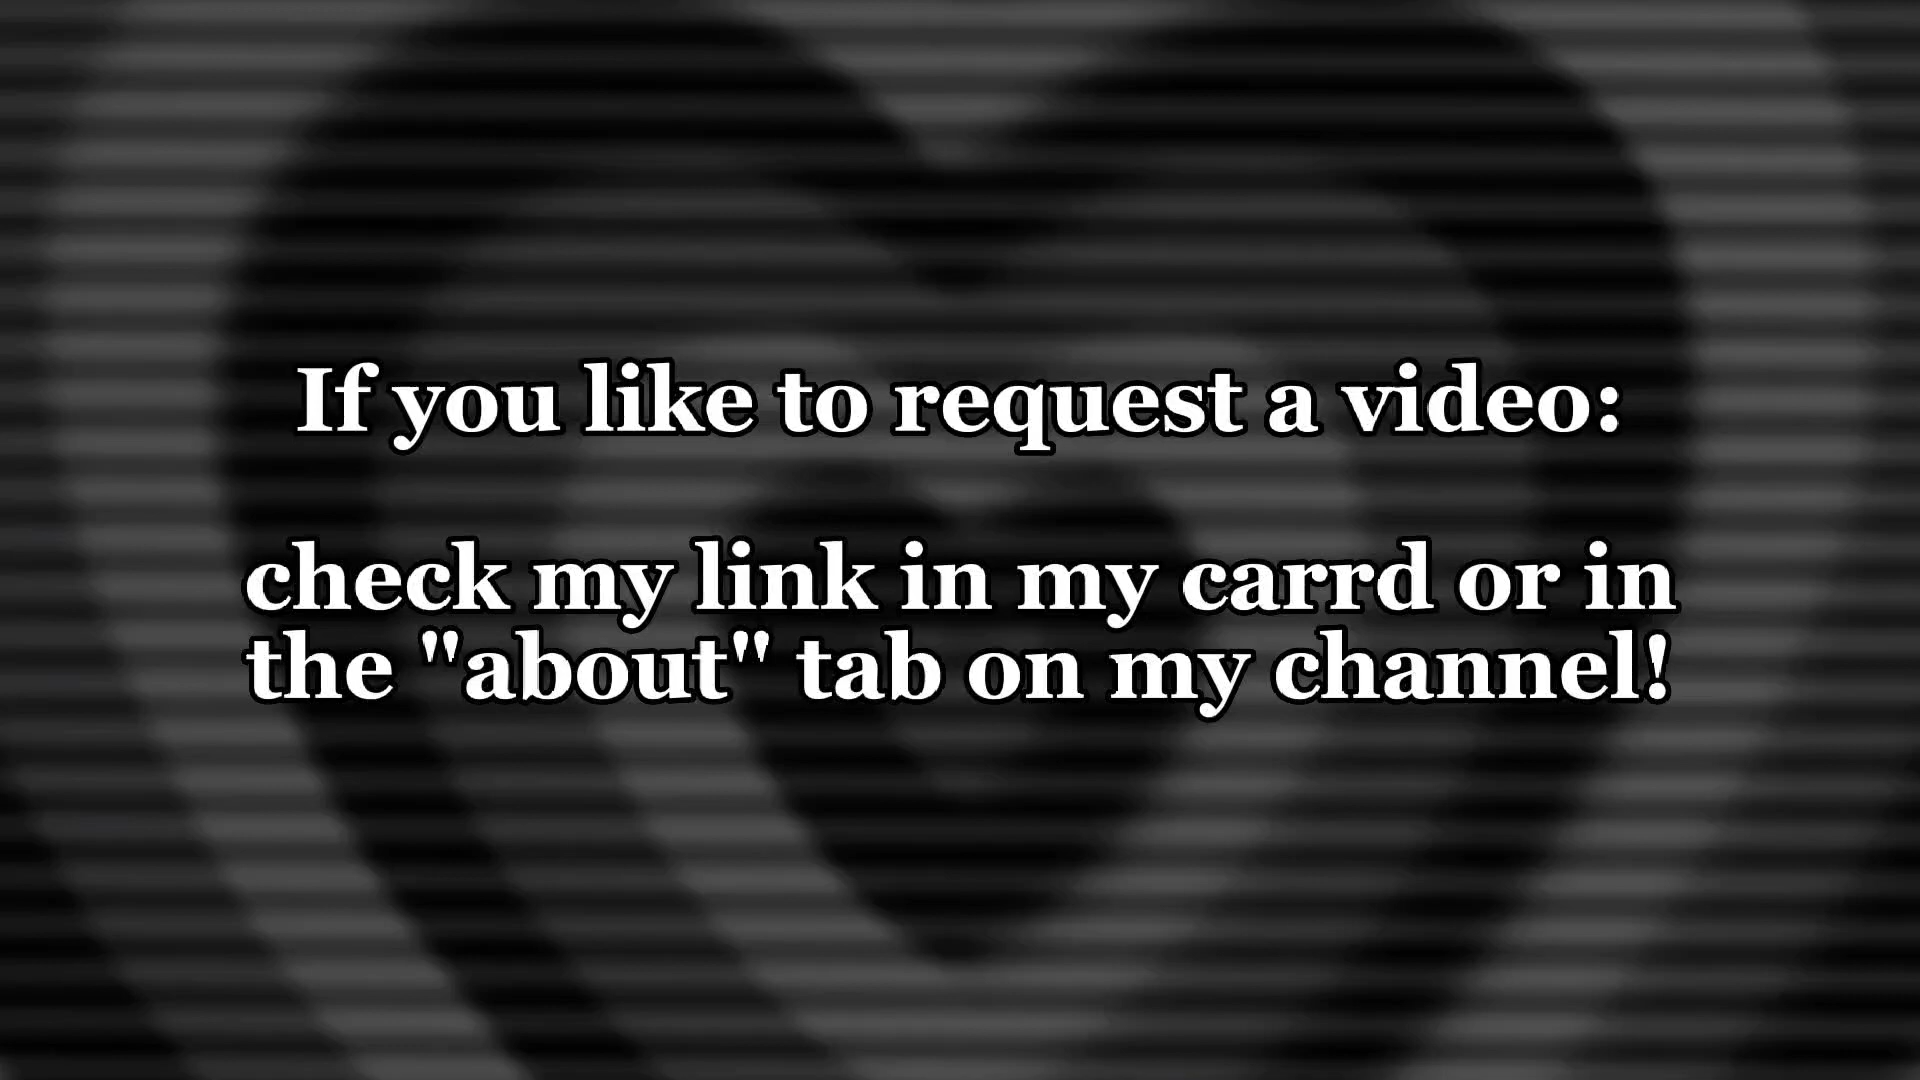 If you like to request a video:
check my link in my carrd or in
the "about" tab on my channel!